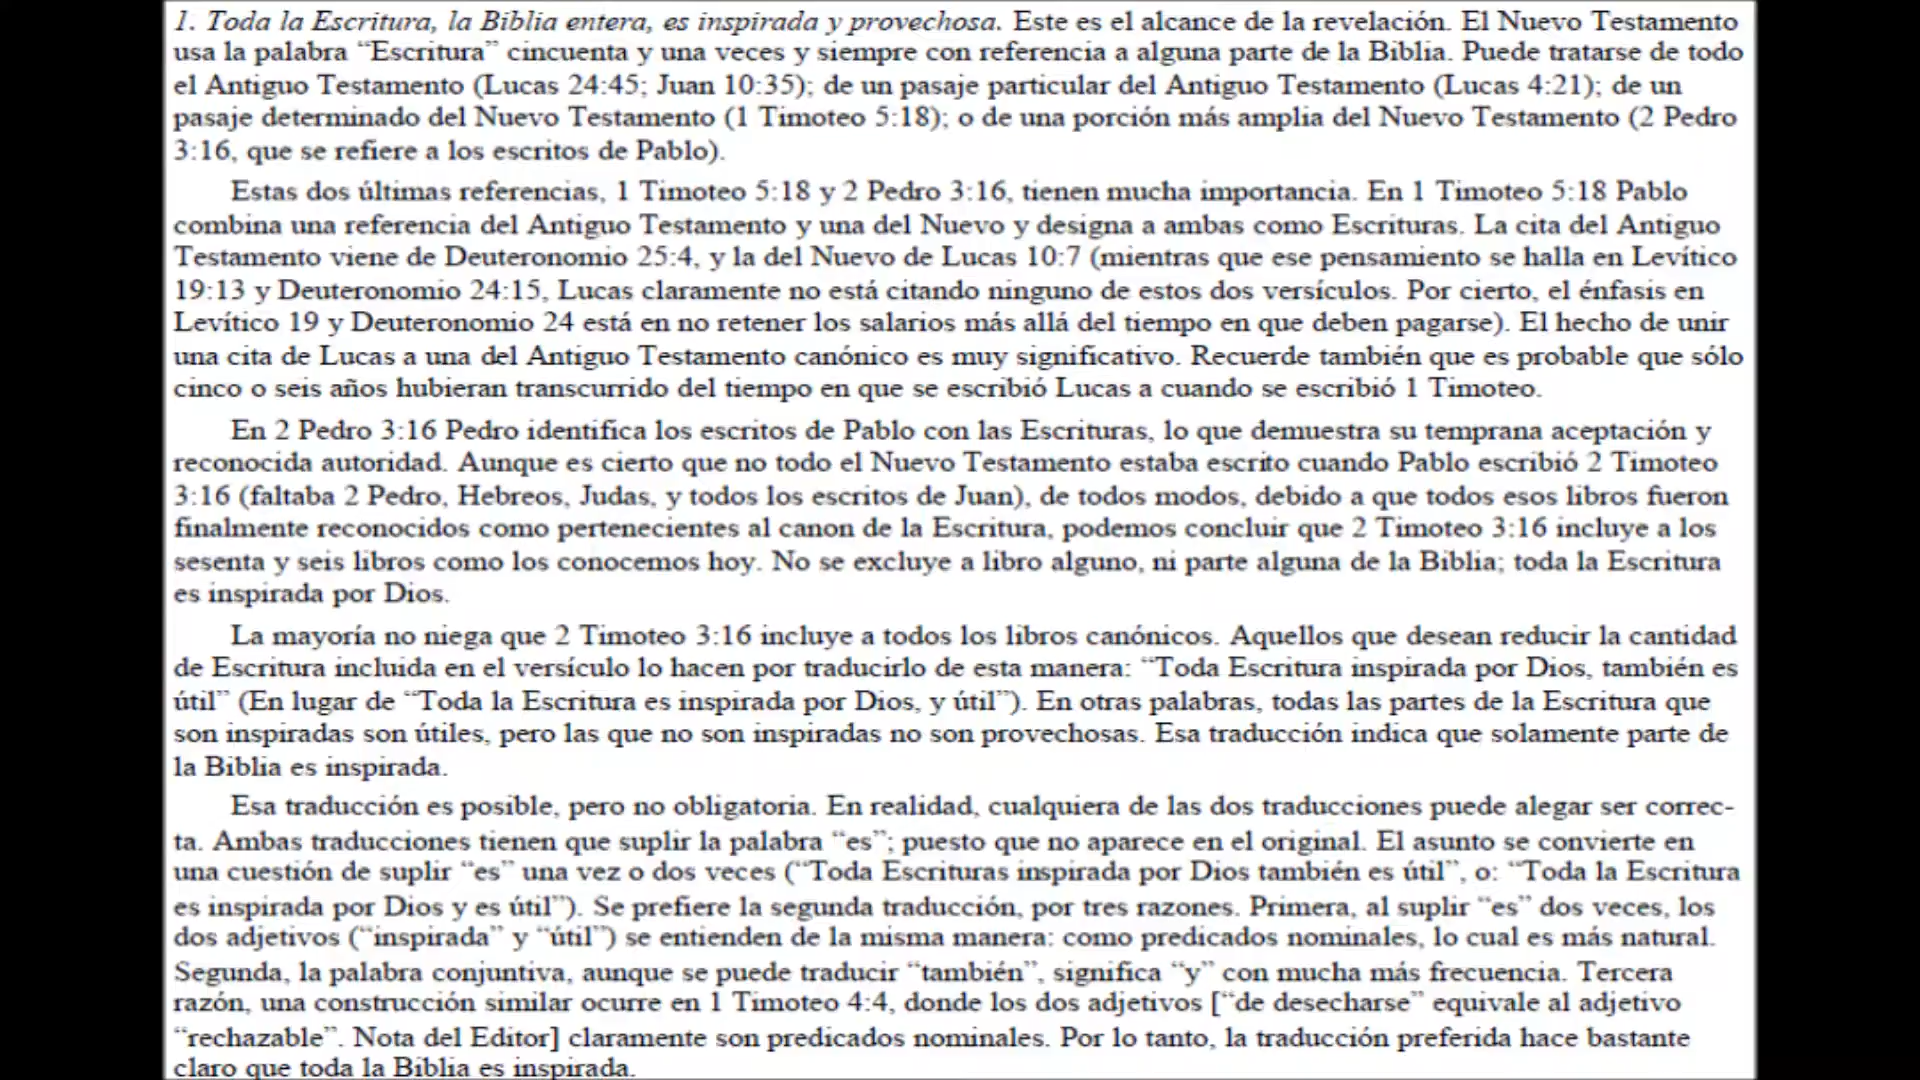 1. Toda la Escritura, la Biblia entera, es inspirada y provechosa. Este es el alcance de la revelación. El Nuevo Testamento
usa la palabra “Escritura” cincuenta y una veces y siempre con referencia a alguna parte de la Biblia. Puede tratarse de todo
el Antiguo Testamento (Lucas 24:45; Juan 10:35); de un pasaje particular del Antiguo Testamento (Lucas 4:21); de un
pasaje determinado del Nuevo Testamento (1 Timoteo 5:18); o de una porción más amplia del Nuevo Testamento (2 Pedro
3:16, que se refiere a los escritos de Pablo).
Estas dos últimas referencias, 1 Timoteo 5:18 y 2 Pedro 3:16, tienen mucha importancia. En 1 Timoteo 5:18 Pablo
combina una referencia del Antiguo Testamento y una del Nuevo y designa a ambas como Escrituras. La cita del Antiguo
Testamento viene de Deuteronomio 25:4, y la del Nuevo de Lucas 10:7 (mientras que ese pensamiento se halla en Levítico
19:13 y Deuteronomio 24:15, Lucas claramente no está citando ninguno de estos dos versículos. Por cierto, el énfasis en
Levítico 19 y Deuteronomio 24 está en no retener los salarios más allá del tiempo en que deben pagarse). El hecho de unir
una cita de Lucas a una del Antiguo Testamento canónico es muy significativo. Recuerde también que es probable que sólo
cinco o seis años hubieran transcurrido del tiempo en que se escribió Lucas a cuando se escribió 1 Timoteo.
En 2 Pedro 3:16 Pedro identifica los escritos de Pablo con las Escrituras, lo que demuestra su temprana aceptación y
reconocida autoridad. Aunque es cierto que no todo el Nuevo Testamento estaba escrito cuando Pablo escribió 2 Timoteo
3:16 (faltaba 2 Pedro, Hebreos, Judas, y todos los escritos de Juan), de todos modos, debido a que todos esos libros fueron
finalmente reconocidos como pertenecientes al canon de la Escritura, podemos concluir que 2 Timoteo 3:16 incluye a los
sesenta y seis libros como los conocemos hoy. No se excluye a libro alguno, ni parte alguna de la Biblia; toda la Escritura
es inspirada por Dios.
La mayoría no niega que 2 Timoteo 3:16 incluye a todos los libros canónicos. Aquellos que desean reducir la cantidad
de Escritura incluida en el versículo lo hacen por traducirlo de esta manera: “Toda Escritura inspirada por Dios, también es
útil” (En lugar de “Toda la Escritura es inspirada por Dios, y útil”). En otras palabras, todas las partes de la Escritura que
son inspiradas son útiles, pero las que no son inspiradas no son provechosas. Esa traducción indica que solamente parte de
la Biblia es inspirada.
Esa traducción es posible, pero no obligatoria. En realidad, cualquiera de las dos traducciones puede alegar ser correc-
ta. Ambas traducciones tienen que suplir la palabra “es”; puesto que no aparece en el original. El asunto se convierte en
una cuestión de suplir “es” una vez o dos veces (“Toda Escrituras inspirada por Dios también es útil”, o: “Toda la Escritura
es inspirada por Dios y es útil”). Se prefiere la segunda traducción, por tres razones. Primera, al suplir “es” dos veces, los
dos adjetivos (“inspirada” y “útil”) se entienden de la misma manera: como predicados nominales, lo cual es más natural.
Segunda, la palabra conjuntiva, aunque se puede traducir “también”, significa “y” con mucha más frecuencia. Tercera
razón, una construcción similar ocurre en 1 Timoteo 4:4, donde los dos adjetivos [“de desecharse” equivale al adjetivo
“rechazable”. Nota del Editor] claramente son predicados nominales. Por lo tanto, la traducción preferida hace bastante
claro que toda la Biblia es inspirada.